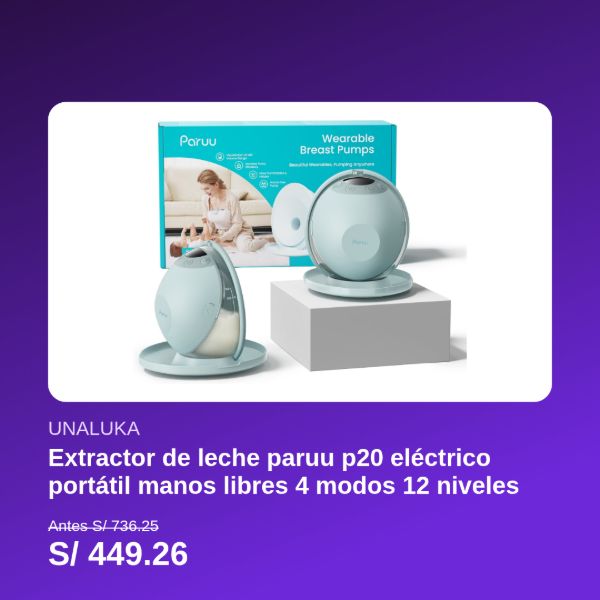 Paruu
Wearable
Breast Pumps
Beautiful Wearables, Pumping Anywhere
Paruu
UNALUKA
Extractor de leche paruu p20 eléctrico
portátil manos libres 4 modos 12 niveles
Antes S/ 736.25
S/ 449.26